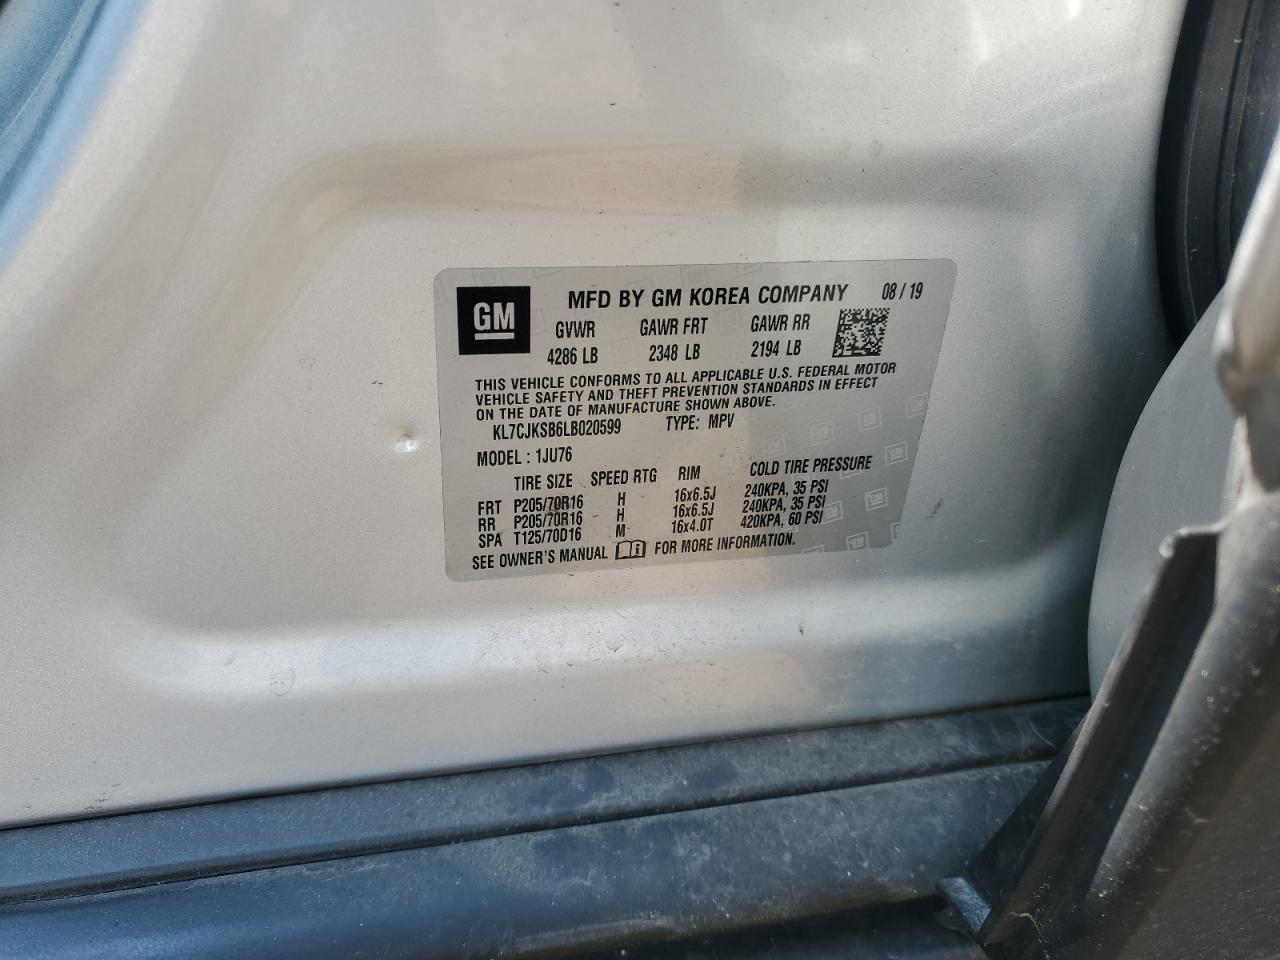 GM MFD BY GM KOREA COMPANY 08 / 19
GVWR GAWR FRT GAWR RR
4286 LB 2348 LB 2194 LB
THIS VEHICLE CONFORMS TO ALL APPLICABLE U.S. FEDERAL MOTOR
VEHICLE SAFETY AND THEFT PREVENTION STANDARDS IN EFFECT
ON THE DATE OF MANUFACTURE SHOWN ABOVE.
KL7CJKSB6LB020599 TYPE: MPV
MODEL : 1JU76
TIRE SIZE SPEED RTG RIM COLD TIRE PRESSURE
FRT P205/70R16 H 16x6.5J 240KPA, 35 PSI
RR P205/70R16 H 16x6.5J 240KPA, 35 PSI
SPA T125/70D16 M 16x4.0T 420KPA, 60 PSI
SEE OWNER'S MANUAL FOR MORE INFORMATION.